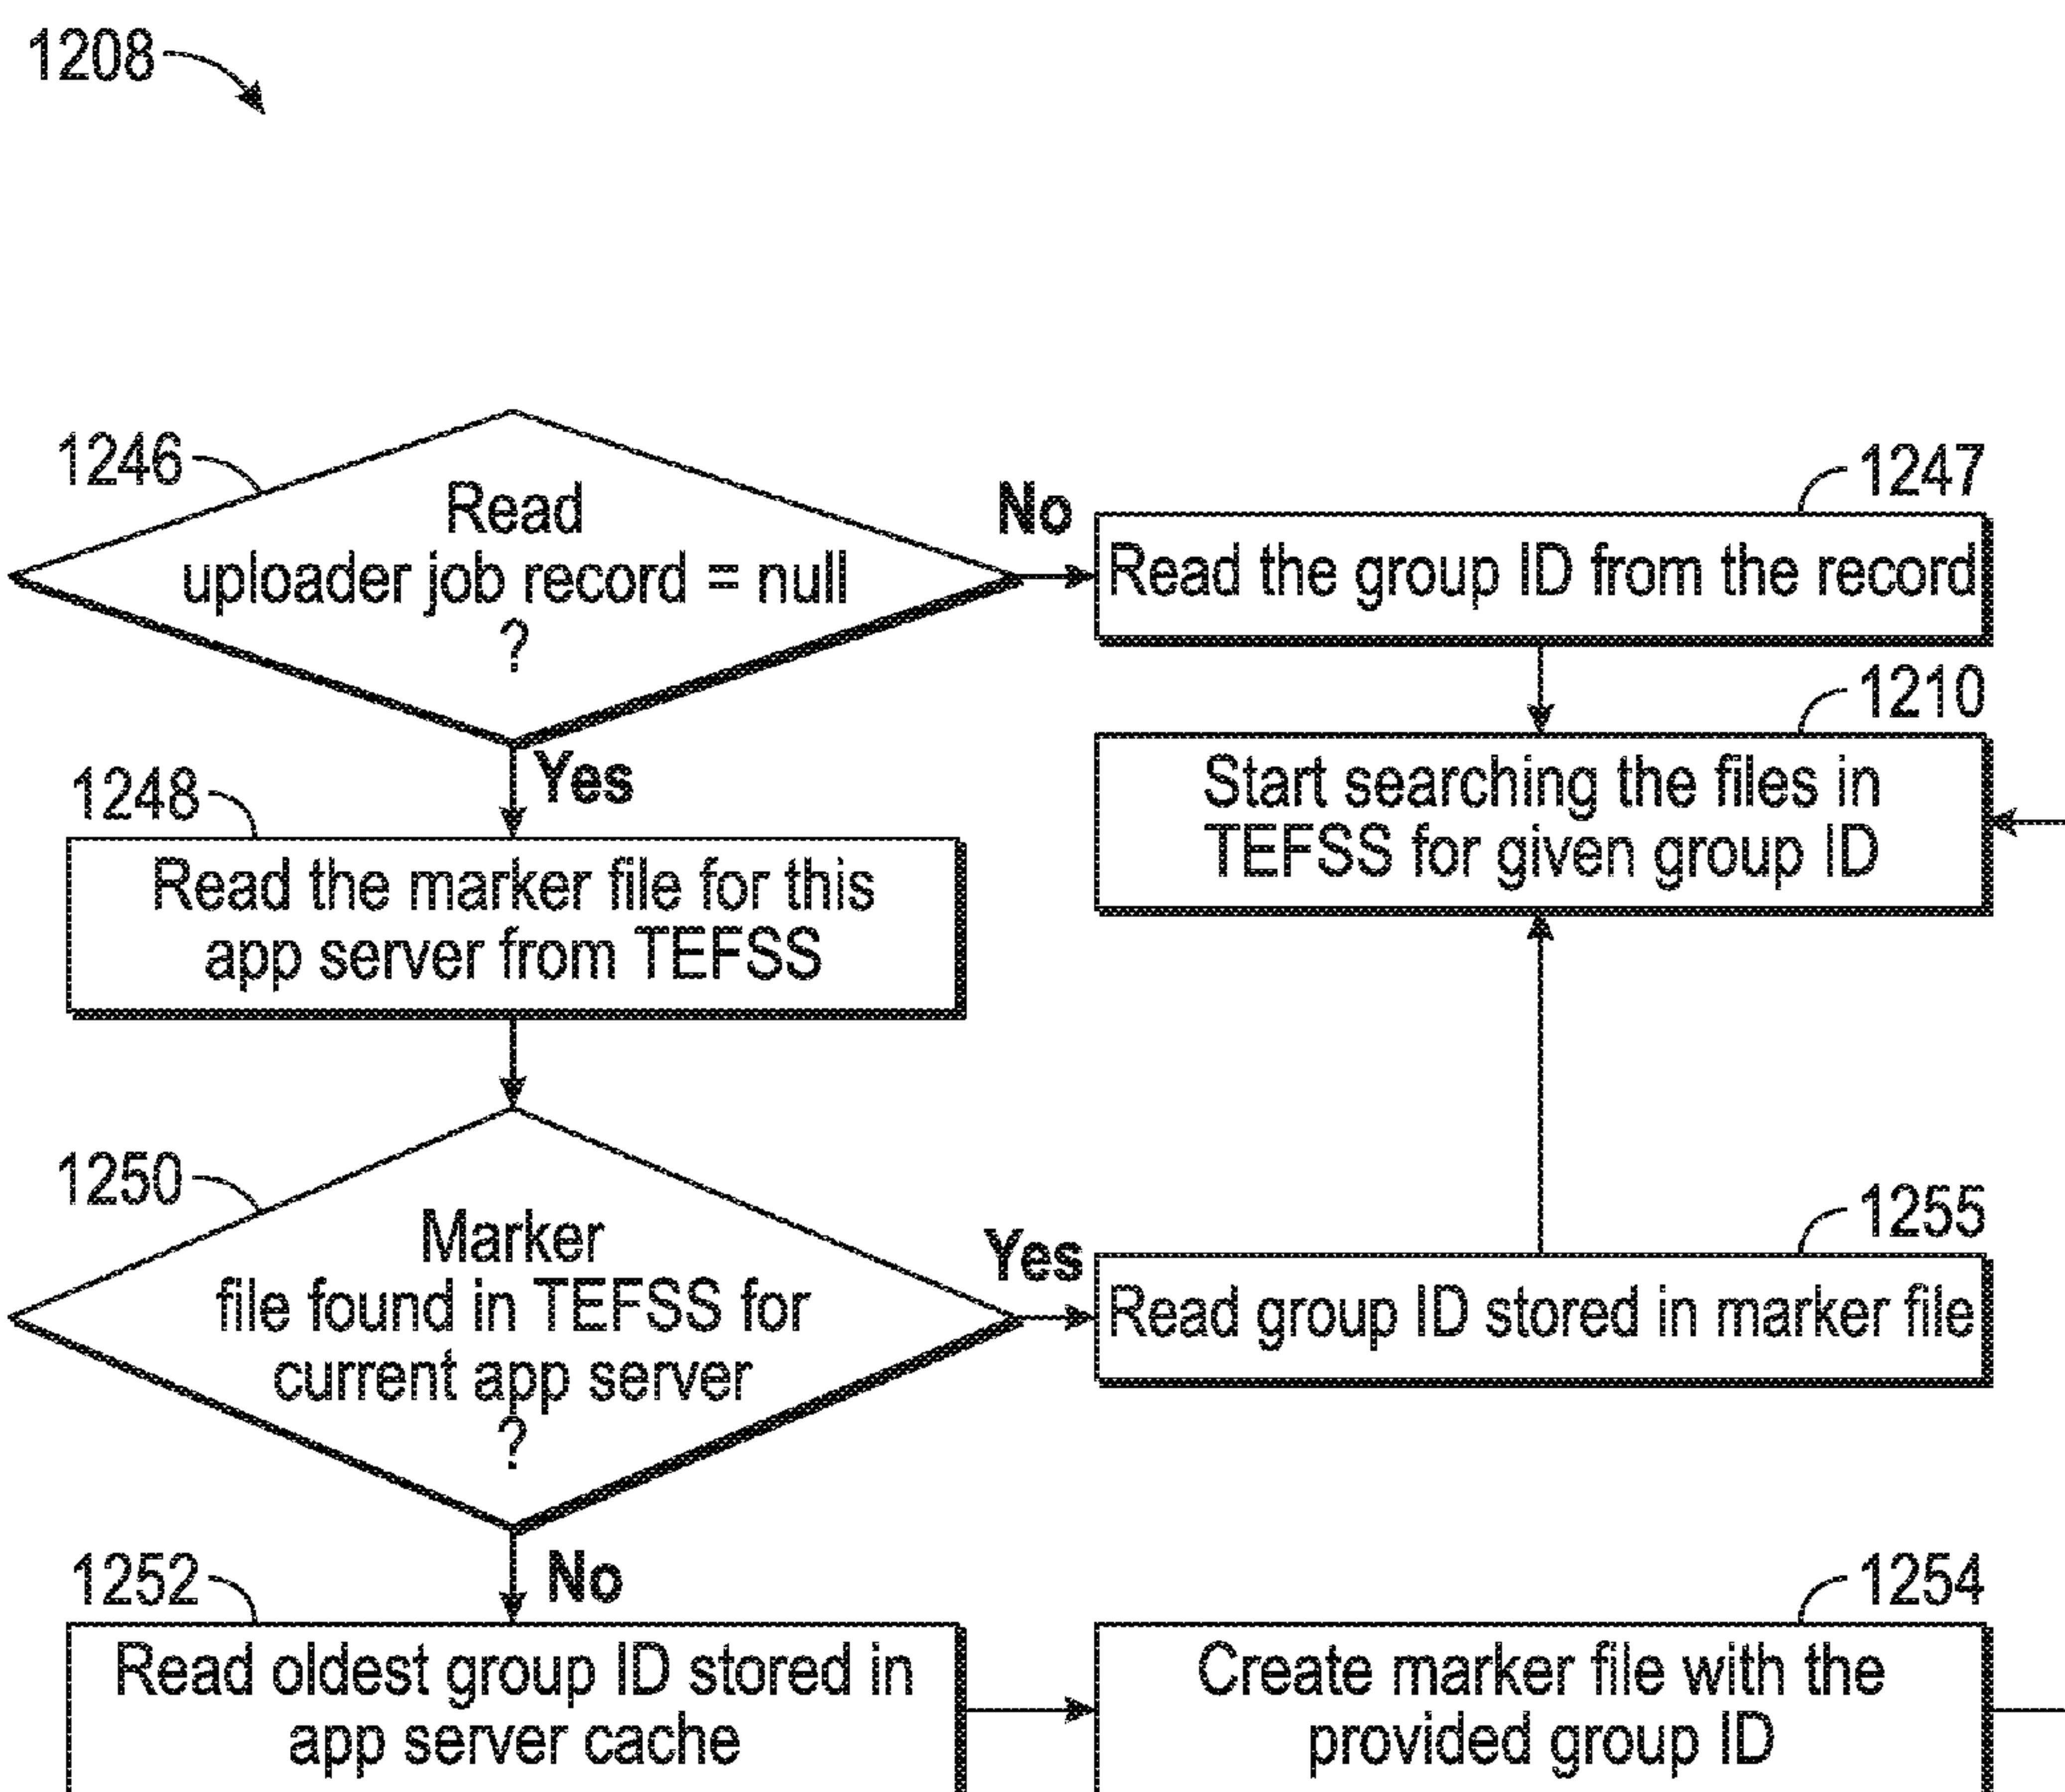 1208
1246
Read
uploader job record = null
?
No
1247
Read the group ID from the record
1210
Start searching the files in
TEFSS for given group ID
Yes
1248
Read the marker file for this
app server from TEFSS
1250
Marker
file found in TEFSS for
current app server
?
Yes
1255
Read group ID stored in marker file
No
1252
Read oldest group ID stored in
app server cache
1254
Create marker file with the
provided group ID